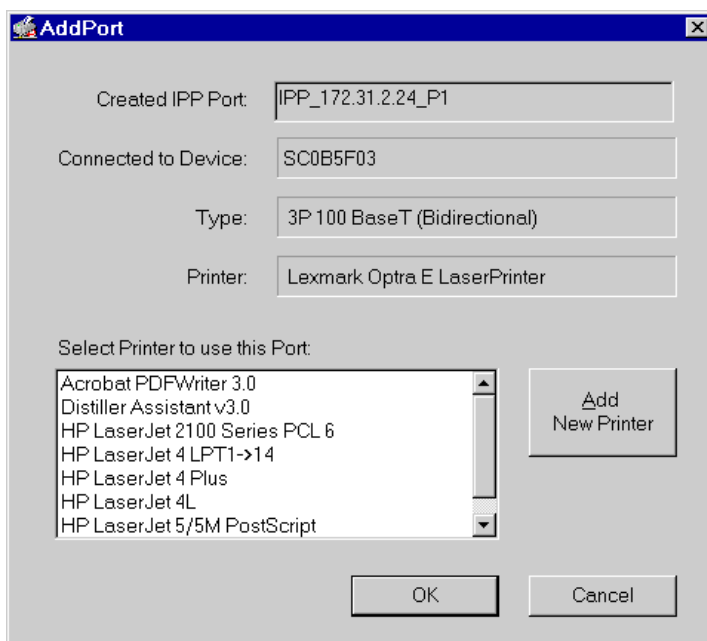 AddPort
Created IPP Port: IPP_172.31.2.24_P1
Connected to Device: SC0B5F03
Type: 3P 100 BaseT (Bidirectional)
Printer: Lexmark Optra E LaserPrinter
Select Printer to use this Port:
Acrobat PDFWriter 3.0
Distiller Assistant v3.0
HP LaserJet 2100 Series PCL 6
HP LaserJet 4 LPT1->14
HP LaserJet 4 Plus
HP LaserJet 4L
HP LaserJet 5/5M PostScript
Add
New Printer
OK
Cancel